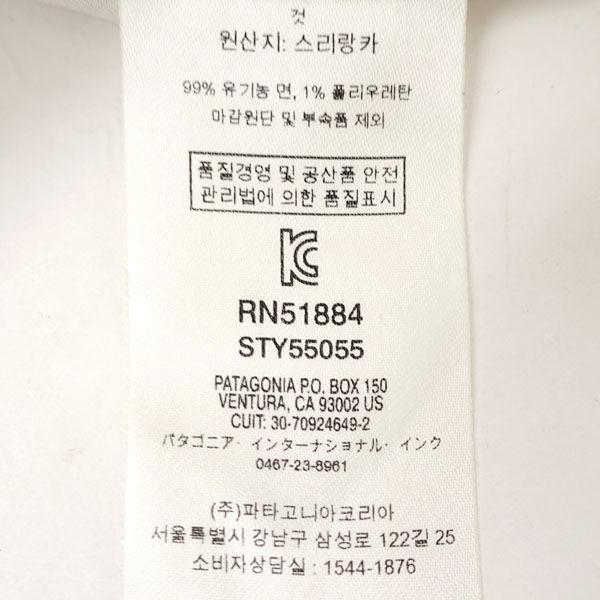 것
원산지: 스리랑카
99% 유기농 면, 1% 폴리우레탄
마감원단 및 부속품 제외
품질경영 및 공산품 안전
관리법에 의한 품질표시
KC
RN51884
STY55055
PATAGONIA P.O. BOX 150
VENTURA, CA 93002 US
CUIT: 30-70924649-2
パタゴニア・インターナショナル・インク
0467-23-8961
(주)파타고니아코리아
서울특별시 강남구 삼성로 122길 25
소비자상담실 : 1544-1876